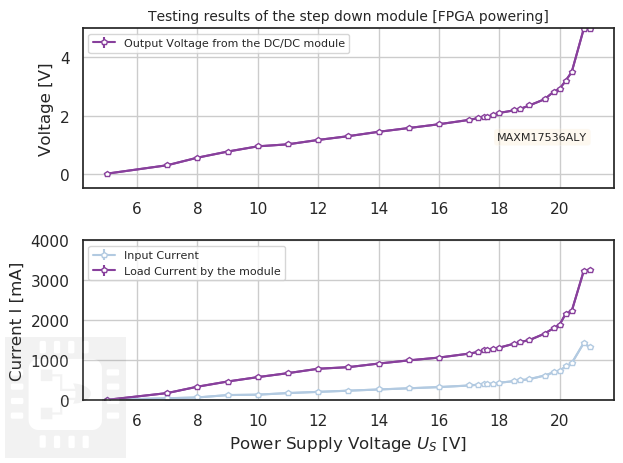 Testing results of the step down module [FPGA powering]
Voltage [V]
4
2
0
Output Voltage from the DC/DC module
MAXM17536ALY
6 8 10 12 14 16 18 20
Current I [mA]
4000
3000
2000
1000
0
Input Current
Load Current by the module
6 8 10 12 14 16 18 20
Power Supply Voltage U_S [V]